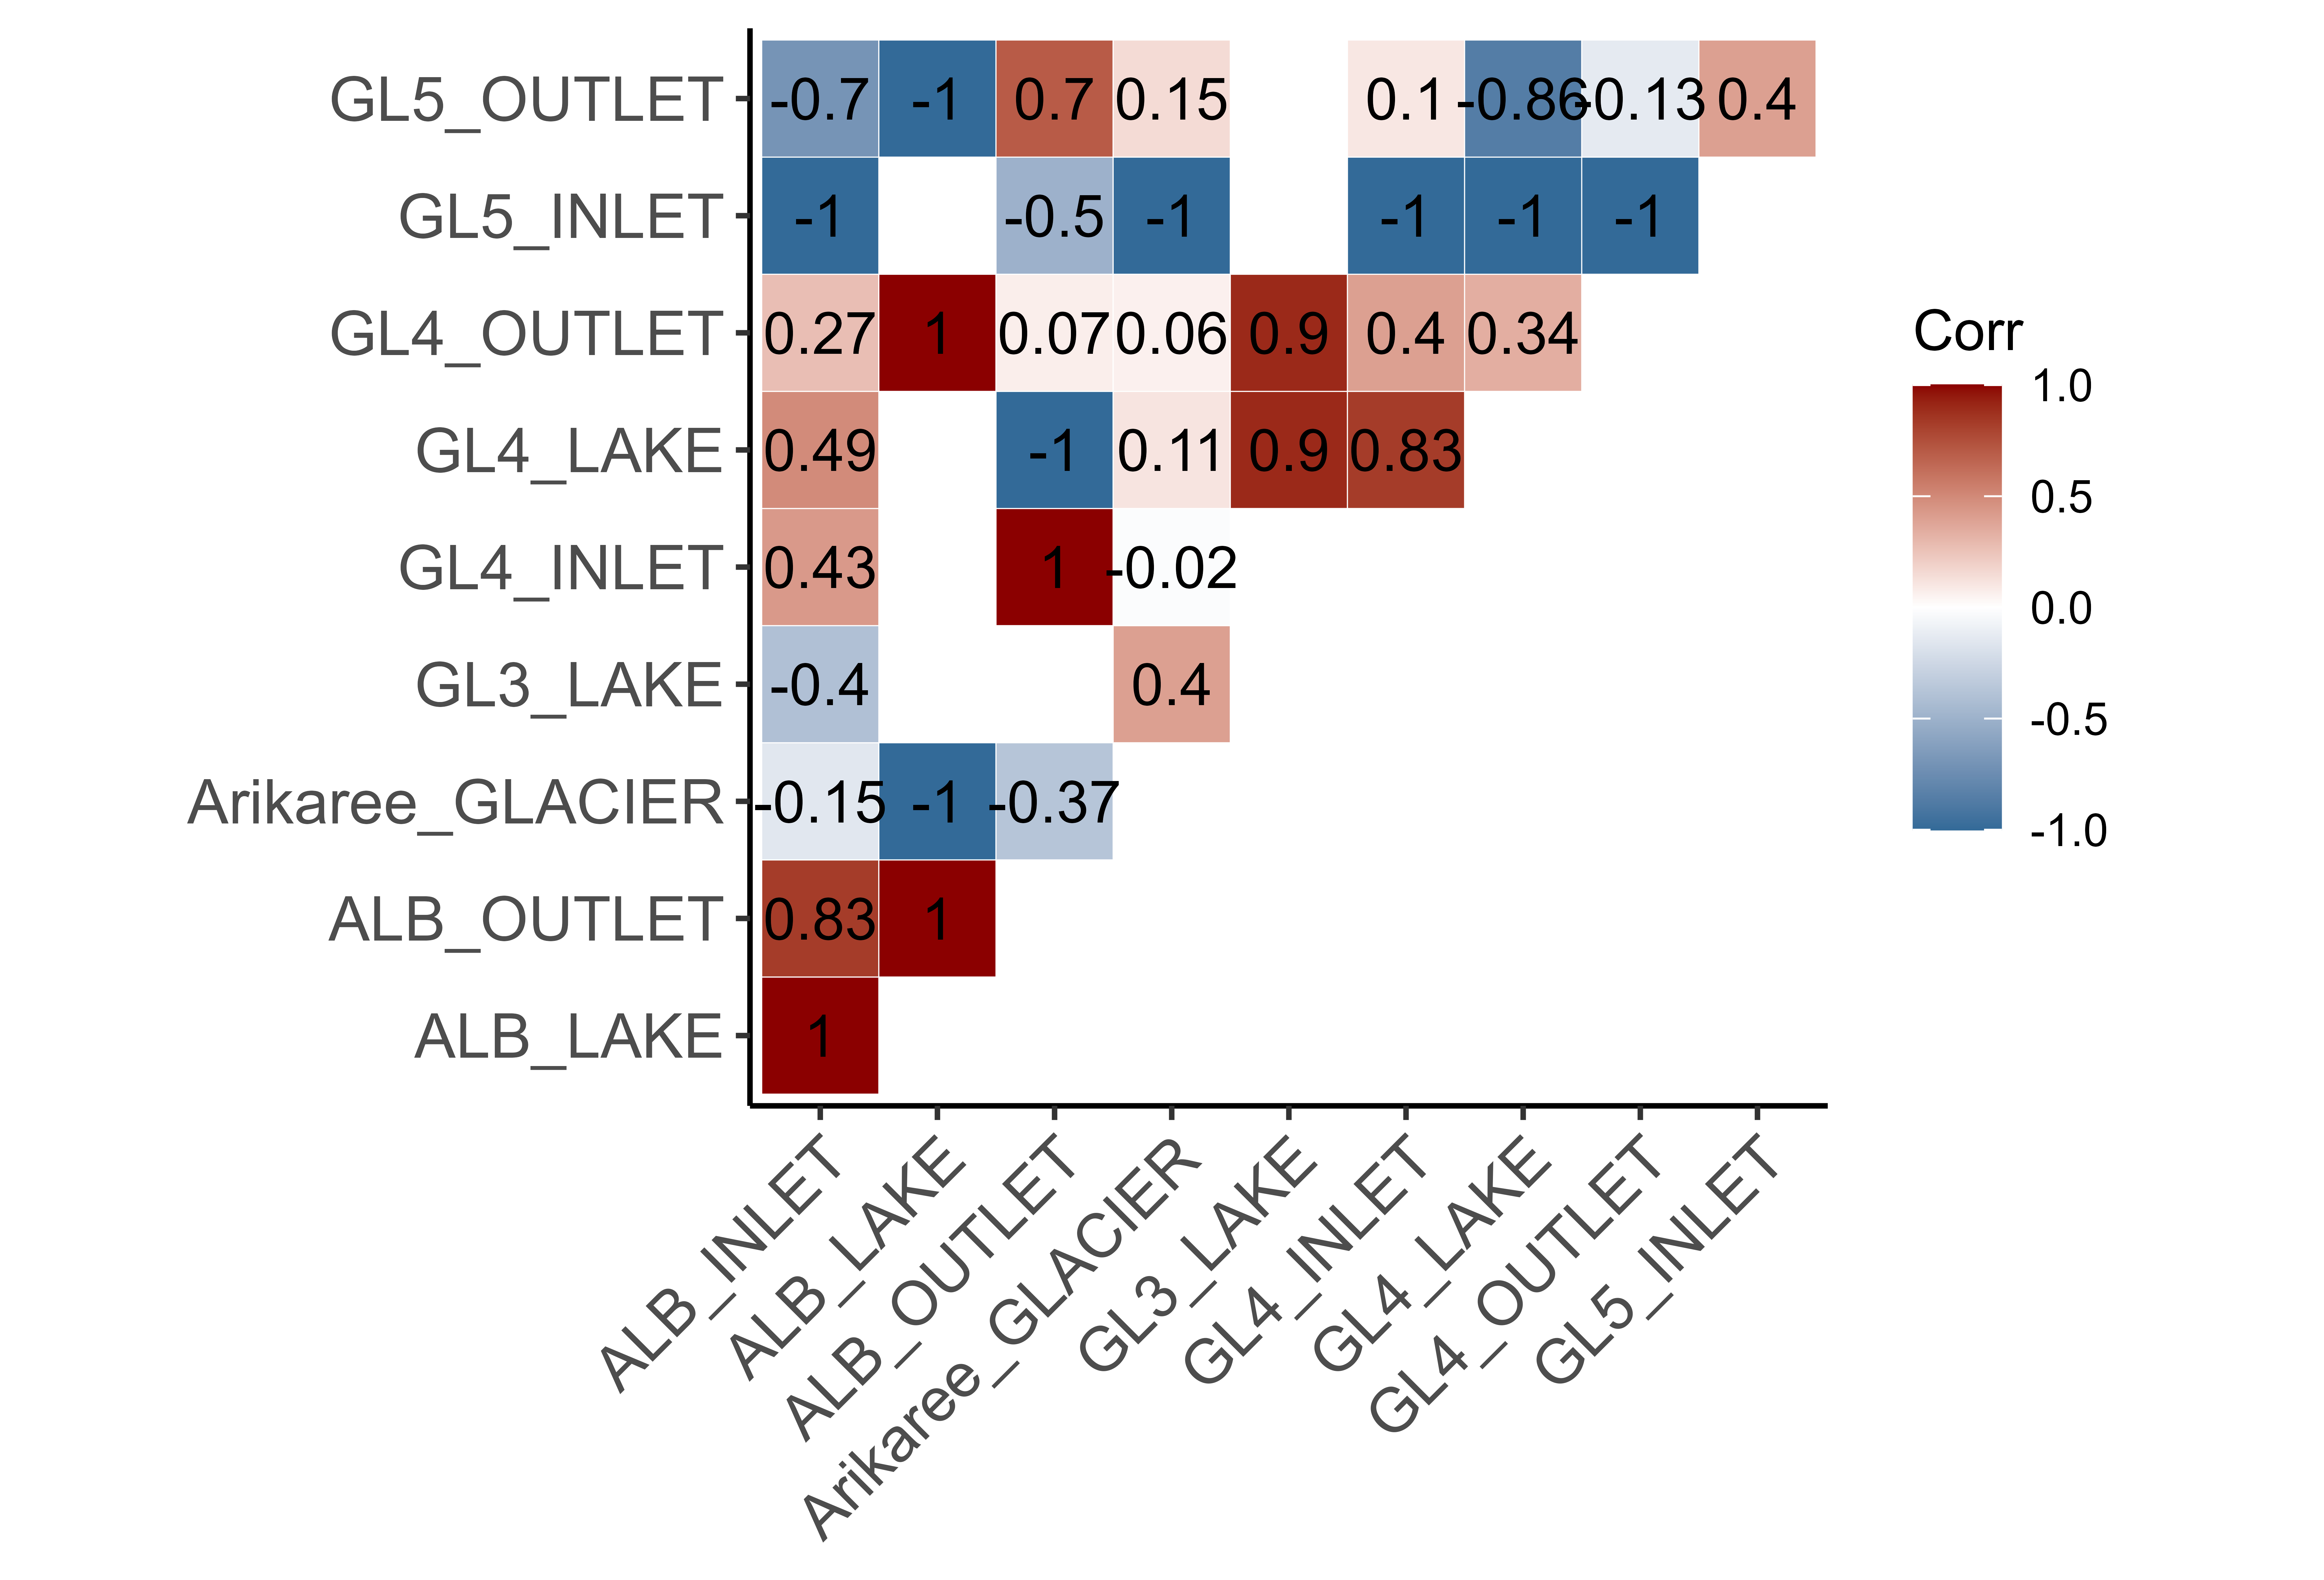 GL5_OUTLET -0.7 -1 0.7 0.15 0.1 -0.86 -0.13 0.4
GL5_INLET -1 -0.5 -1 -1 -1 -1
GL4_OUTLET 0.27 1 0.07 0.06 0.9 0.4 0.34
GL4_LAKE 0.49 -1 0.11 0.9 0.83
GL4_INLET 0.43 1 -0.02
GL3_LAKE -0.4 0.4
Arikaree_GLACIER -0.15 -1 -0.37
ALB_OUTLET 0.83 1
ALB_LAKE 1
ALB_INLET
ALB_LAKE
ALB_OUTLET
Arikaree_GLACIER
GL3_LAKE
GL4_INLET
GL4_LAKE
GL4_OUTLET
GL5_INLET
Corr
1.0
0.5
0.0
-0.5
-1.0